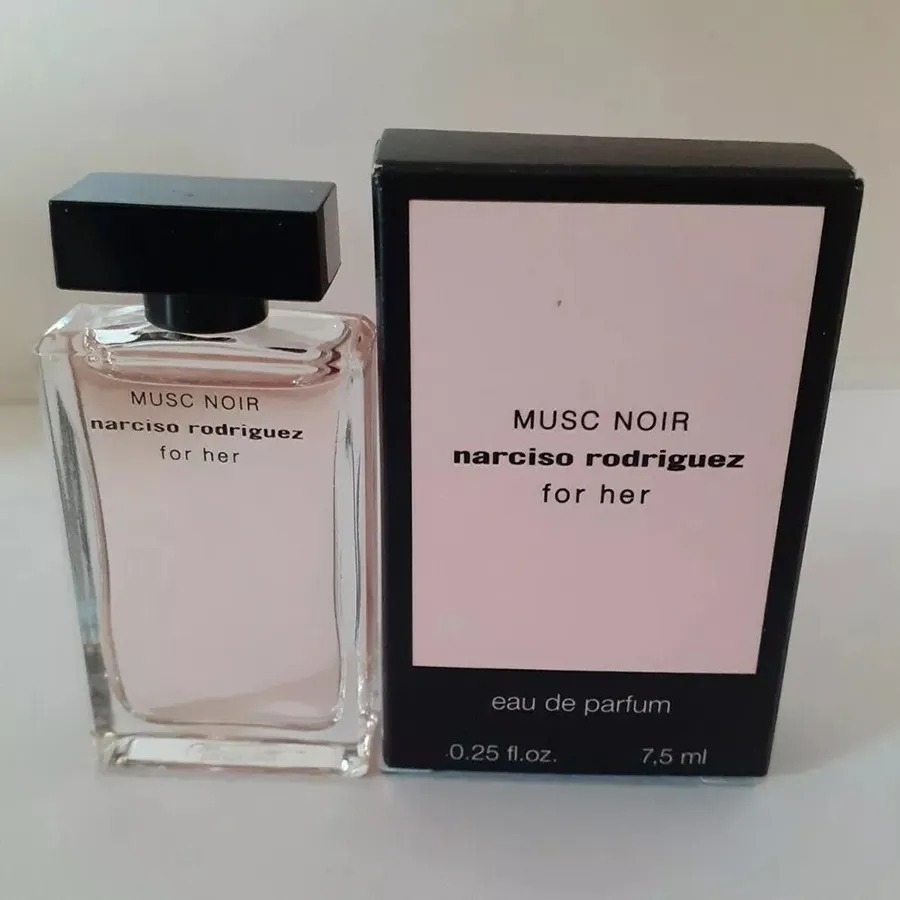 MUSC NOIR
narciso rodriguez
for her
MUSC NOIR
narciso rodriguez
for her
eau de parfum
0.25 fl.oz. 7,5 ml